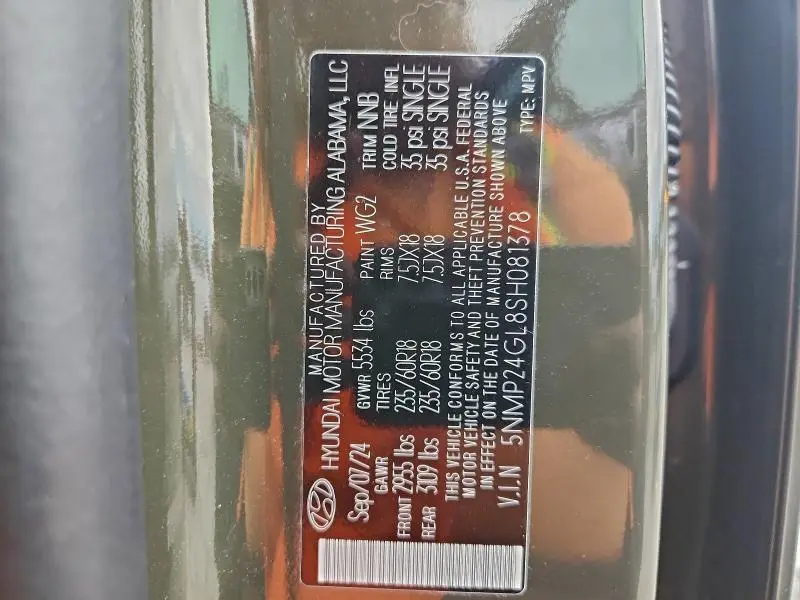 MANUFACTURED BY
HYUNDAI MOTOR MANUFACTURING ALABAMA, LLC
Sep/07/24 GVWR 5534 lbs PAINT WG2 TRIM NNB
GAWR TIRES RIMS COLD TIRE INFL
FRONT 2955 lbs 235/60R18 7.5JX18 35 psi SINGLE
REAR 3109 lbs 235/60R18 7.5JX18 35 psi SINGLE
THIS VEHICLE CONFORMS TO ALL APPLICABLE U.S.A. FEDERAL
MOTOR VEHICLE SAFETY AND THEFT PREVENTION STANDARDS
IN EFFECT ON THE DATE OF MANUFACTURE SHOWN ABOVE
V.I.N 5NMP24GL8SH081378 TYPE: MPV